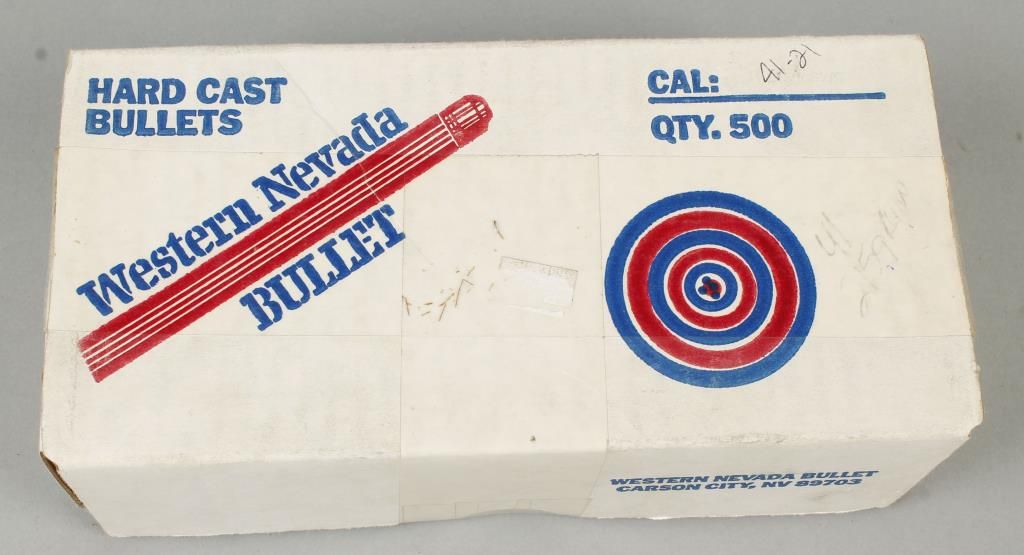 HARD CAST
BULLETS
Western Nevada
BULLET
CAL: 41-21
QTY. 500
41
WESTERN NEVADA BULLET
CARSON CITY, NV 89703